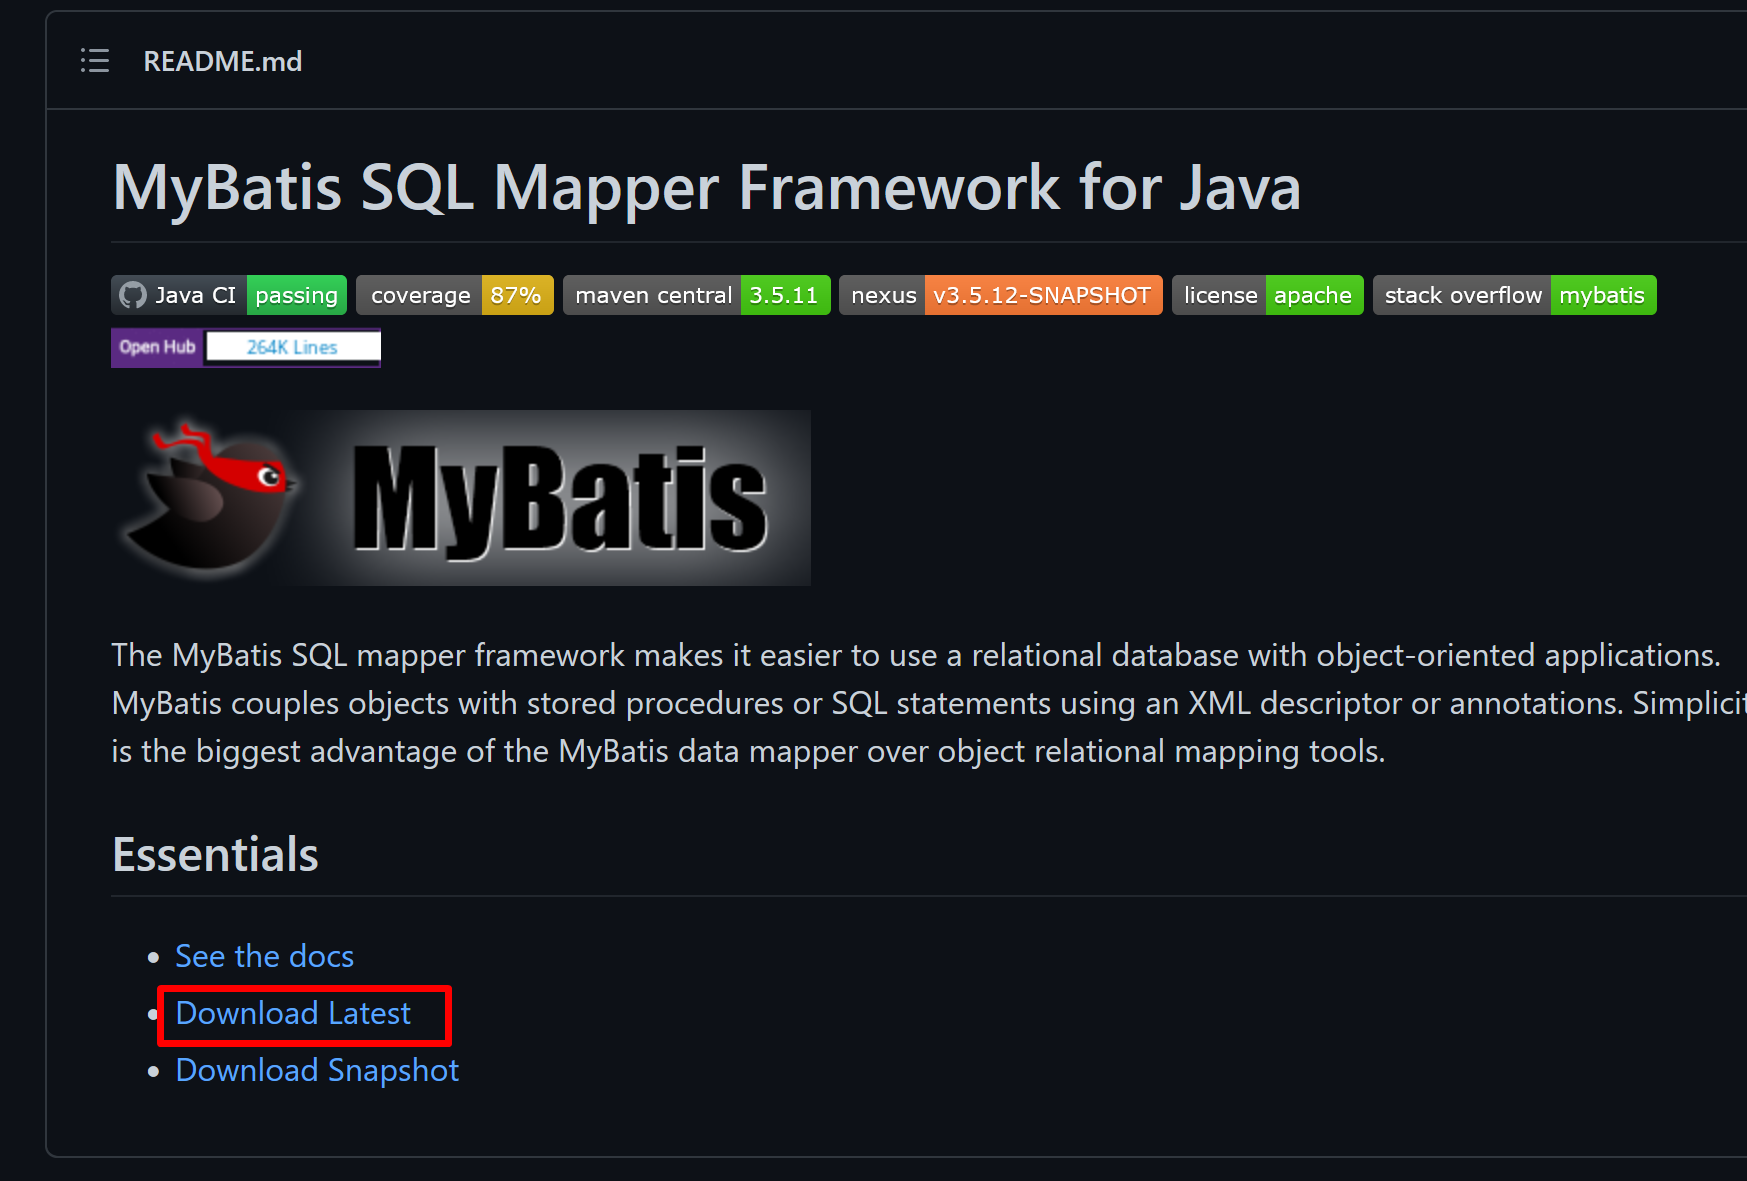 README.md
MyBatis SQL Mapper Framework for Java
Java CI passing coverage 87% maven central 3.5.11 nexus v3.5.12-SNAPSHOT license apache stack overflow mybatis
Open Hub 264K Lines
MyBatis
The MyBatis SQL mapper framework makes it easier to use a relational database with object-oriented applications.
MyBatis couples objects with stored procedures or SQL statements using an XML descriptor or annotations. Simplicit
is the biggest advantage of the MyBatis data mapper over object relational mapping tools.
Essentials
See the docs
Download Latest
Download Snapshot